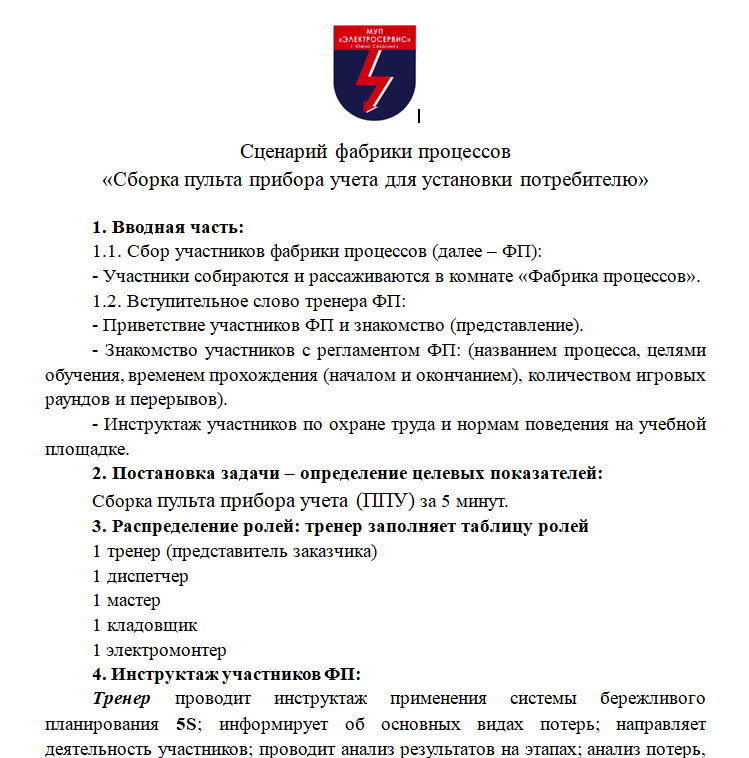 МУП
«ЭЛЕКТРОСЕРВИС»
г. Южно-Сахалинск
Сценарий фабрики процессов
«Сборка пульта прибора учета для установки потребителю»
1. Вводная часть:
1.1. Сбор участников фабрики процессов (далее – ФП):
- Участники собираются и рассаживаются в комнате «Фабрика процессов».
1.2. Вступительное слово тренера ФП:
- Приветствие участников ФП и знакомство (представление).
- Знакомство участников с регламентом ФП: (названием процесса, целями
обучения, временем прохождения (началом и окончанием), количеством игровых
раундов и перерывов).
- Инструктаж участников по охране труда и нормам поведения на учебной
площадке.
2. Постановка задачи – определение целевых показателей:
Сборка пульта прибора учета (ППУ) за 5 минут.
3. Распределение ролей: тренер заполняет таблицу ролей
1 тренер (представитель заказчика)
1 диспетчер
1 мастер
1 кладовщик
1 электромонтер
4. Инструктаж участников ФП:
Тренер проводит инструктаж применения системы бережливого
планирования 5S; информирует об основных видах потерь; направляет
деятельность участников; проводит анализ результатов на этапах; анализ потерь,